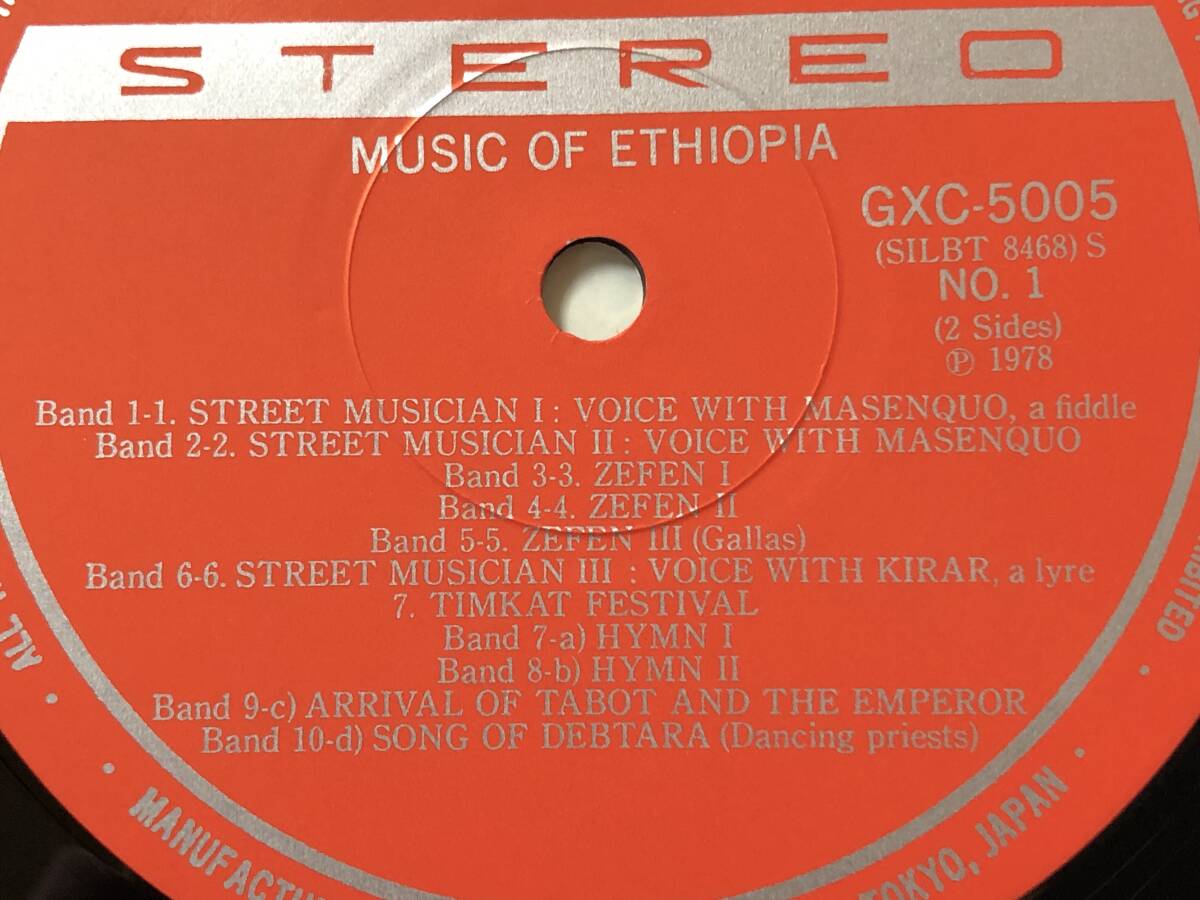 STEREO
MUSIC OF ETHIOPIA
GXC-5005
(SILBT 8468) S
NO. 1
(2 Sides)
Ⓟ 1978
Band 1-1. STREET MUSICIAN I : VOICE WITH MASENQUO, a fiddle
Band 2-2. STREET MUSICIAN II : VOICE WITH MASENQUO
Band 3-3. ZEFEN I
Band 4-4. ZEFEN II
Band 5-5. ZEFEN III (Gallas)
Band 6-6. STREET MUSICIAN III : VOICE WITH KIRAR, a lyre
7. TIMKAT FESTIVAL
Band 7-a) HYMN I
Band 8-b) HYMN II
Band 9-c) ARRIVAL OF TABOT AND THE EMPEROR
Band 10-d) SONG OF DEBTARA (Dancing priests)
ALL
TOKYO, JAPAN